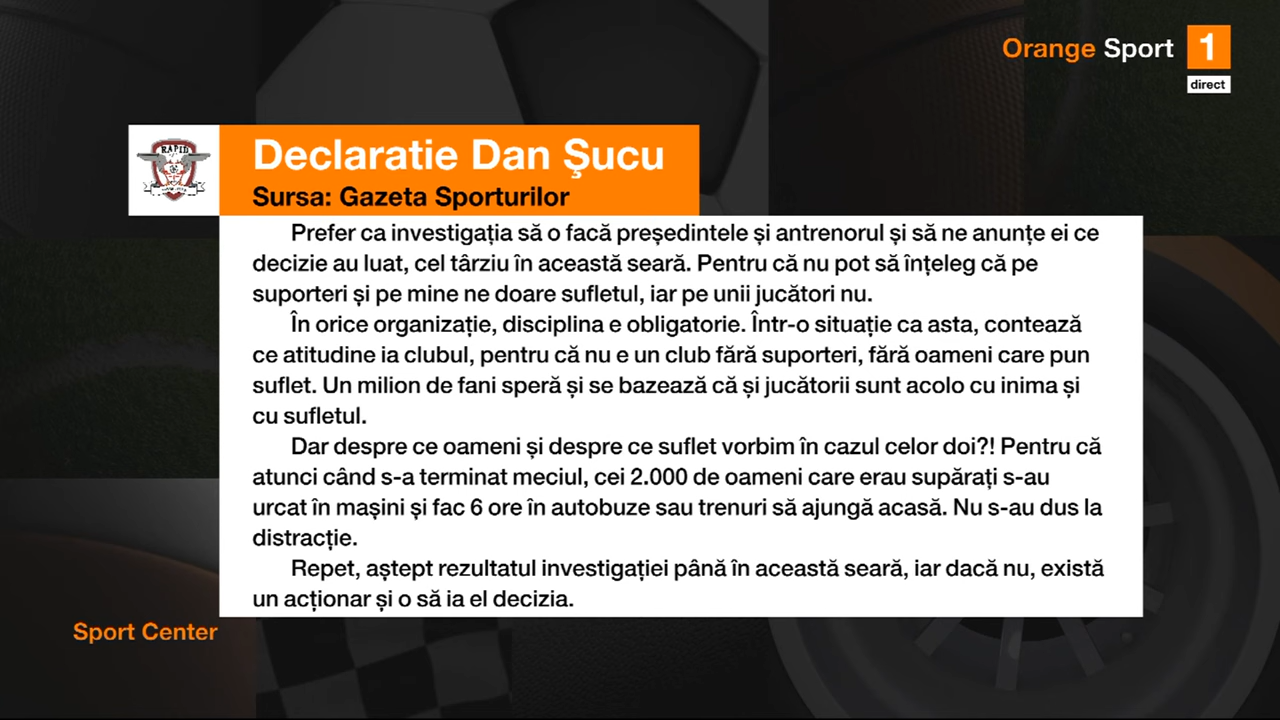 Orange Sport 1
direct
RAPID
Declaratie Dan Şucu
Sursa: Gazeta Sporturilor
Prefer ca investigația să o facă președintele și antrenorul și să ne anunțe ei ce
decizie au luat, cel târziu în această seară. Pentru că nu pot să înțeleg că pe
suporteri și pe mine ne doare sufletul, iar pe unii jucători nu.
În orice organizație, disciplina e obligatorie. Într-o situație ca asta, contează
ce atitudine ia clubul, pentru că nu e un club fără suporteri, fără oameni care pun
suflet. Un milion de fani speră și se bazează că și jucătorii sunt acolo cu inima și
cu sufletul.
Dar despre ce oameni și despre ce suflet vorbim în cazul celor doi?! Pentru că
atunci când s-a terminat meciul, cei 2.000 de oameni care erau supărați s-au
urcat în mașini și fac 6 ore în autobuze sau trenuri să ajungă acasă. Nu s-au dus la
distracție.
Repet, aștept rezultatul investigației până în această seară, iar dacă nu, există
un acționar și o să ia el decizia.
Sport Center